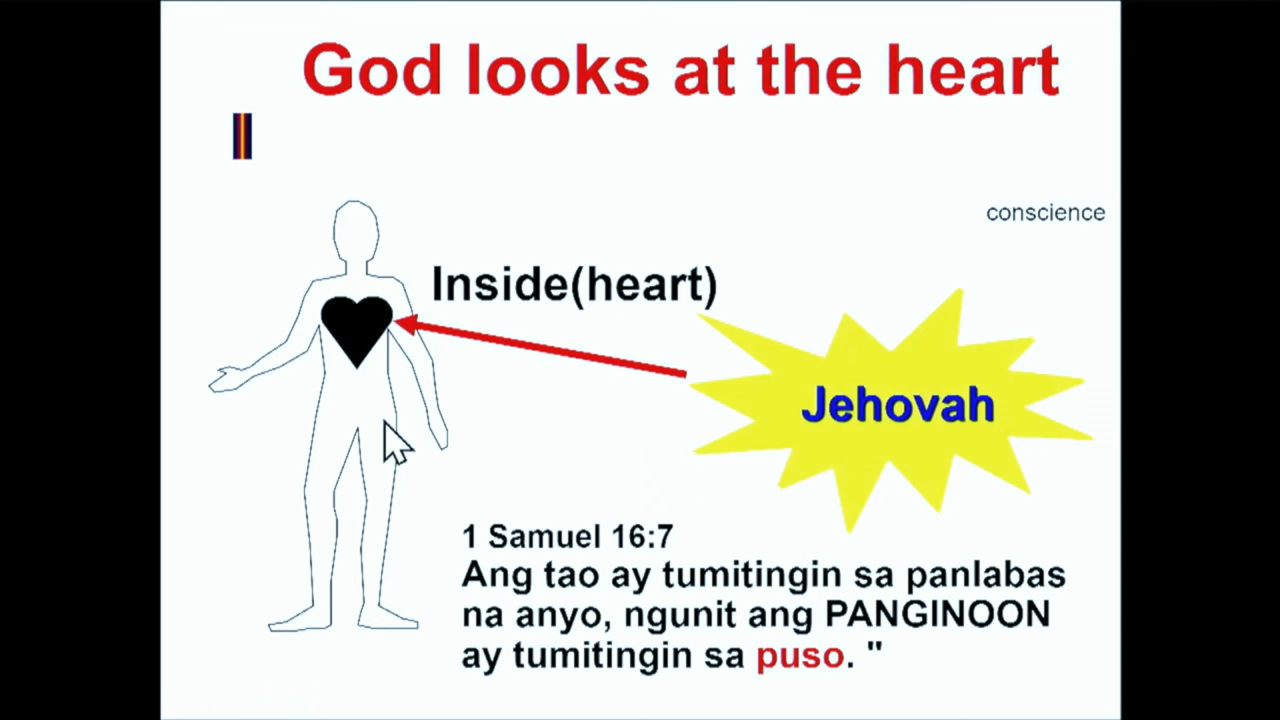 God looks at the heart
conscience
Inside(heart)
Jehovah
1 Samuel 16:7
Ang tao ay tumitingin sa panlabas
na anyo, ngunit ang PANGINOON
ay tumitingin sa puso. "